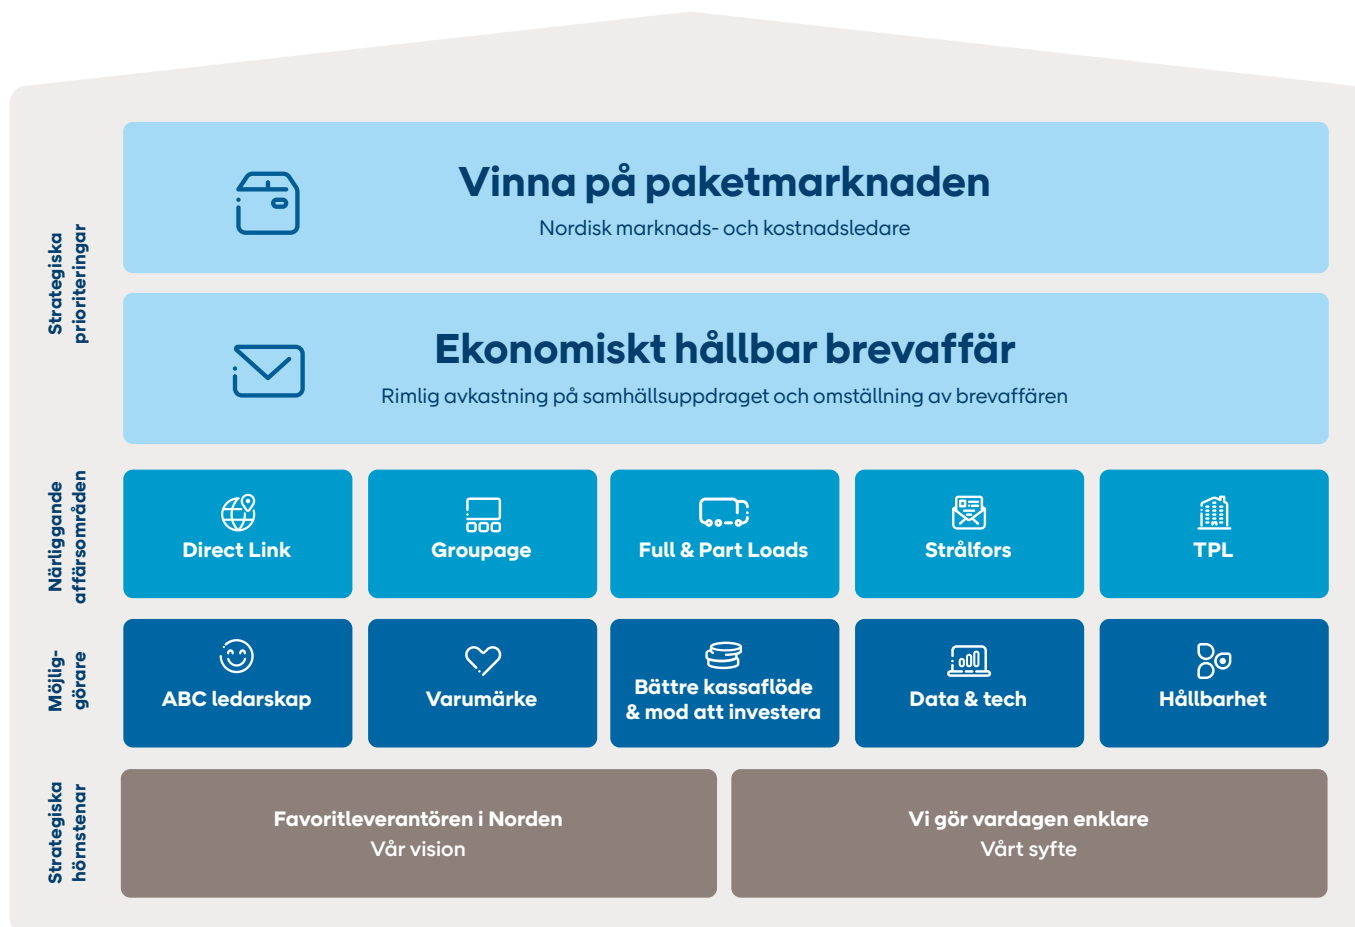 Strategiska
prioriteringar
Vinna på paketmarknaden
Nordisk marknads- och kostnadsledare
Ekonomiskt hållbar brevaffär
Rimlig avkastning på samhällsuppdraget och omställning av brevaffären
Närliggande
affärsområden
Direct Link
Groupage
Full & Part Loads
Strålfors
TPL
Möjlig-
görare
ABC ledarskap
Varumärke
Bättre kassaflöde
& mod att investera
Data & tech
Hållbarhet
Strategiska
hörnstenar
Favoritleverantören i Norden
Vår vision
Vi gör vardagen enklare
Vårt syfte